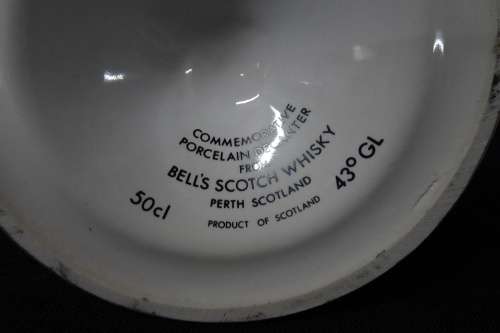 COMMEMORATIVE
PORCELAIN DECANTER
FROM
BELL'S SCOTCH WHISKY
PERTH SCOTLAND
50cl
43° GL
PRODUCT OF SCOTLAND